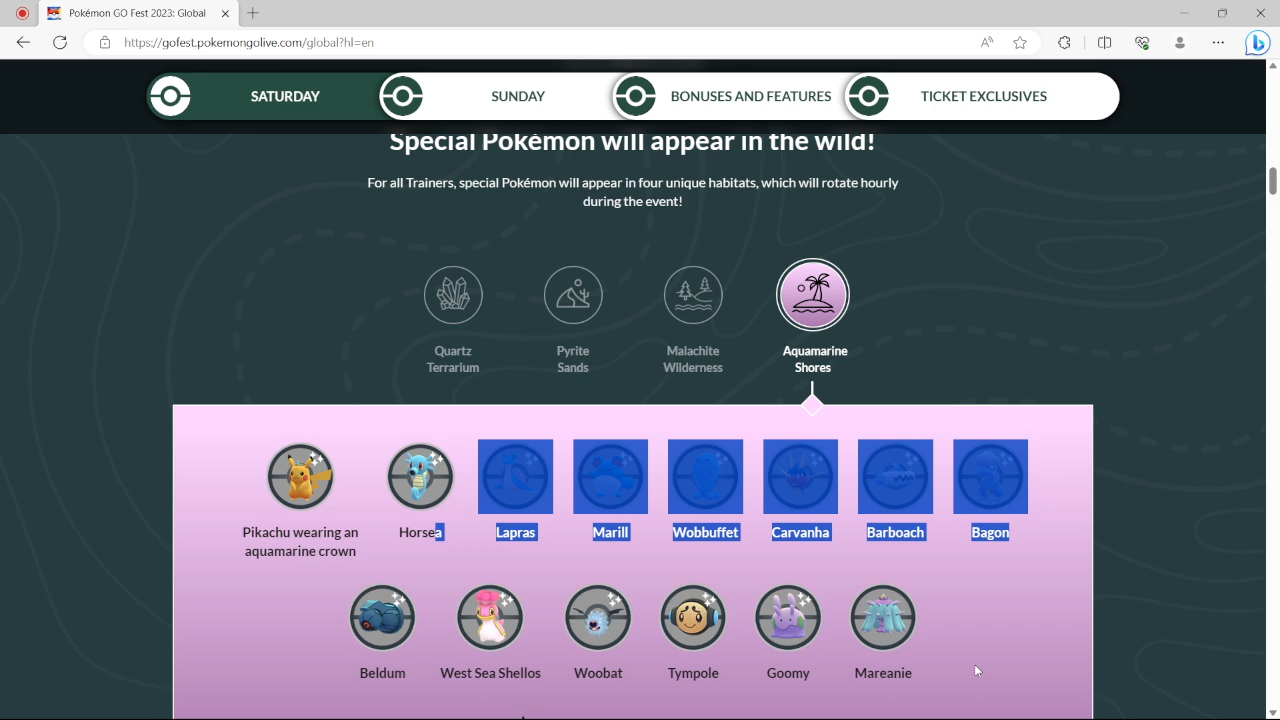 Pokémon GO Fest 2023: Global
https://gofest.pokemongolive.com/global?hl=en
SATURDAY
SUNDAY
BONUSES AND FEATURES
TICKET EXCLUSIVES
Special Pokémon will appear in the wild!
For all Trainers, special Pokémon will appear in four unique habitats, which will rotate hourly
during the event!
Quartz
Terrarium
Pyrite
Sands
Malachite
Wilderness
Aquamarine
Shores
Pikachu wearing an
aquamarine crown
Horsea
Lapras
Marill
Wobbuffet
Carvanha
Barboach
Bagon
Beldum
West Sea Shellos
Woobat
Tympole
Goomy
Mareanie